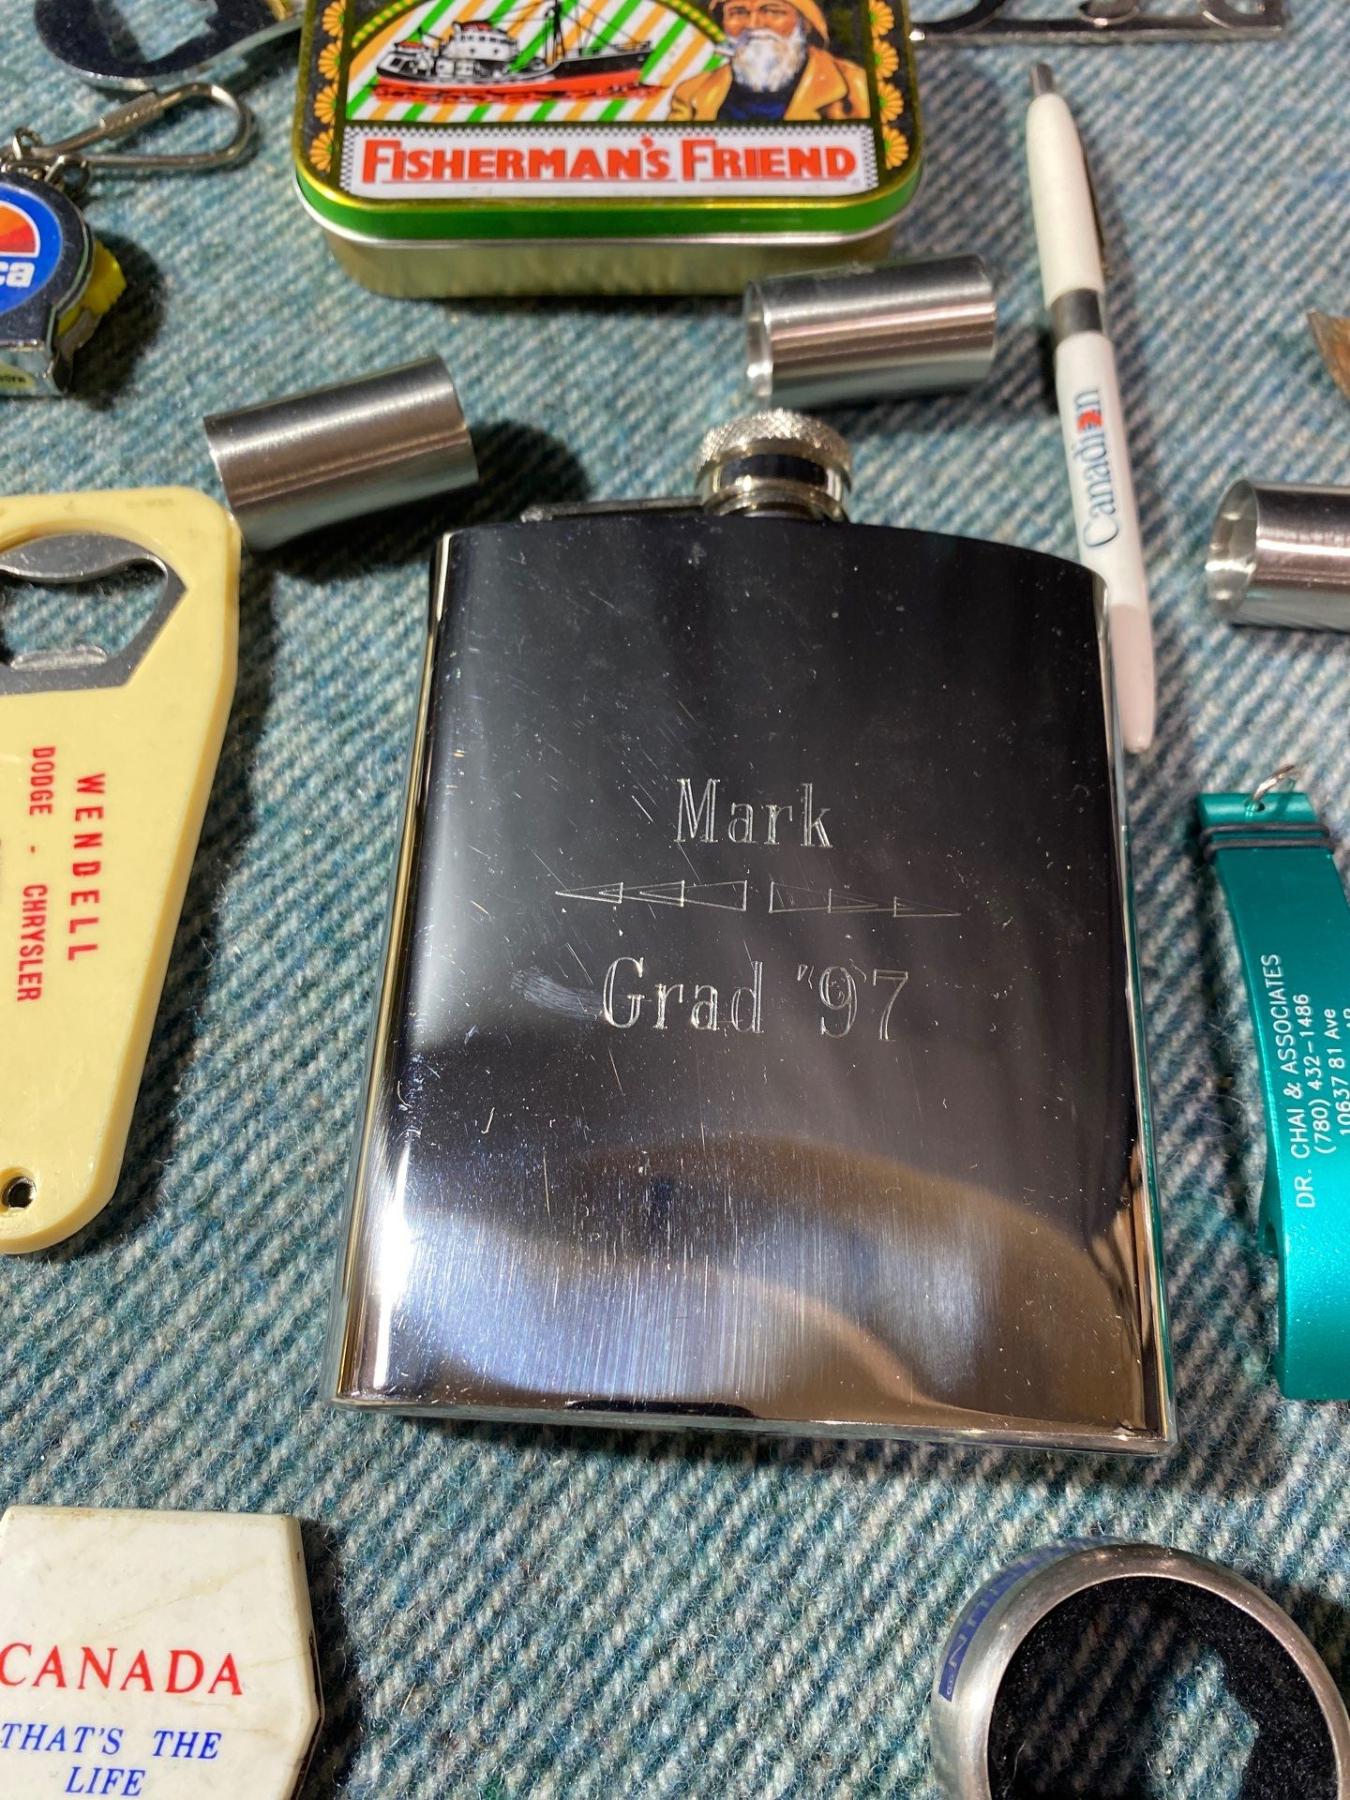 FISHERMAN'S FRIEND
ca
Canadian
WENDELL
DODGE - CHRYSLER
Mark
Grad '97
DR. CHAI & ASSOCIATES
(780) 432-1486
10637 81 Ave
CANADA
THAT'S THE
LIFE